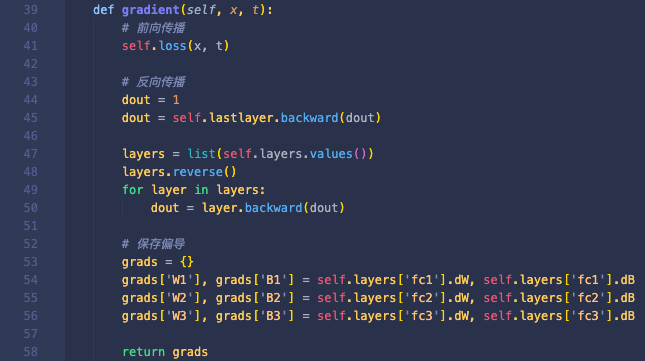 39 def gradient(self, x, t):
40 # 前向传播
41 self.loss(x, t)
42
43 # 反向传播
44 dout = 1
45 dout = self.lastlayer.backward(dout)
46
47 layers = list(self.layers.values())
48 layers.reverse()
49 for layer in layers:
50 dout = layer.backward(dout)
51
52 # 保存偏导
53 grads = {}
54 grads['W1'], grads['B1'] = self.layers['fc1'].dW, self.layers['fc1'].dB
55 grads['W2'], grads['B2'] = self.layers['fc2'].dW, self.layers['fc2'].dB
56 grads['W3'], grads['B3'] = self.layers['fc3'].dW, self.layers['fc3'].dB
57
58 return grads